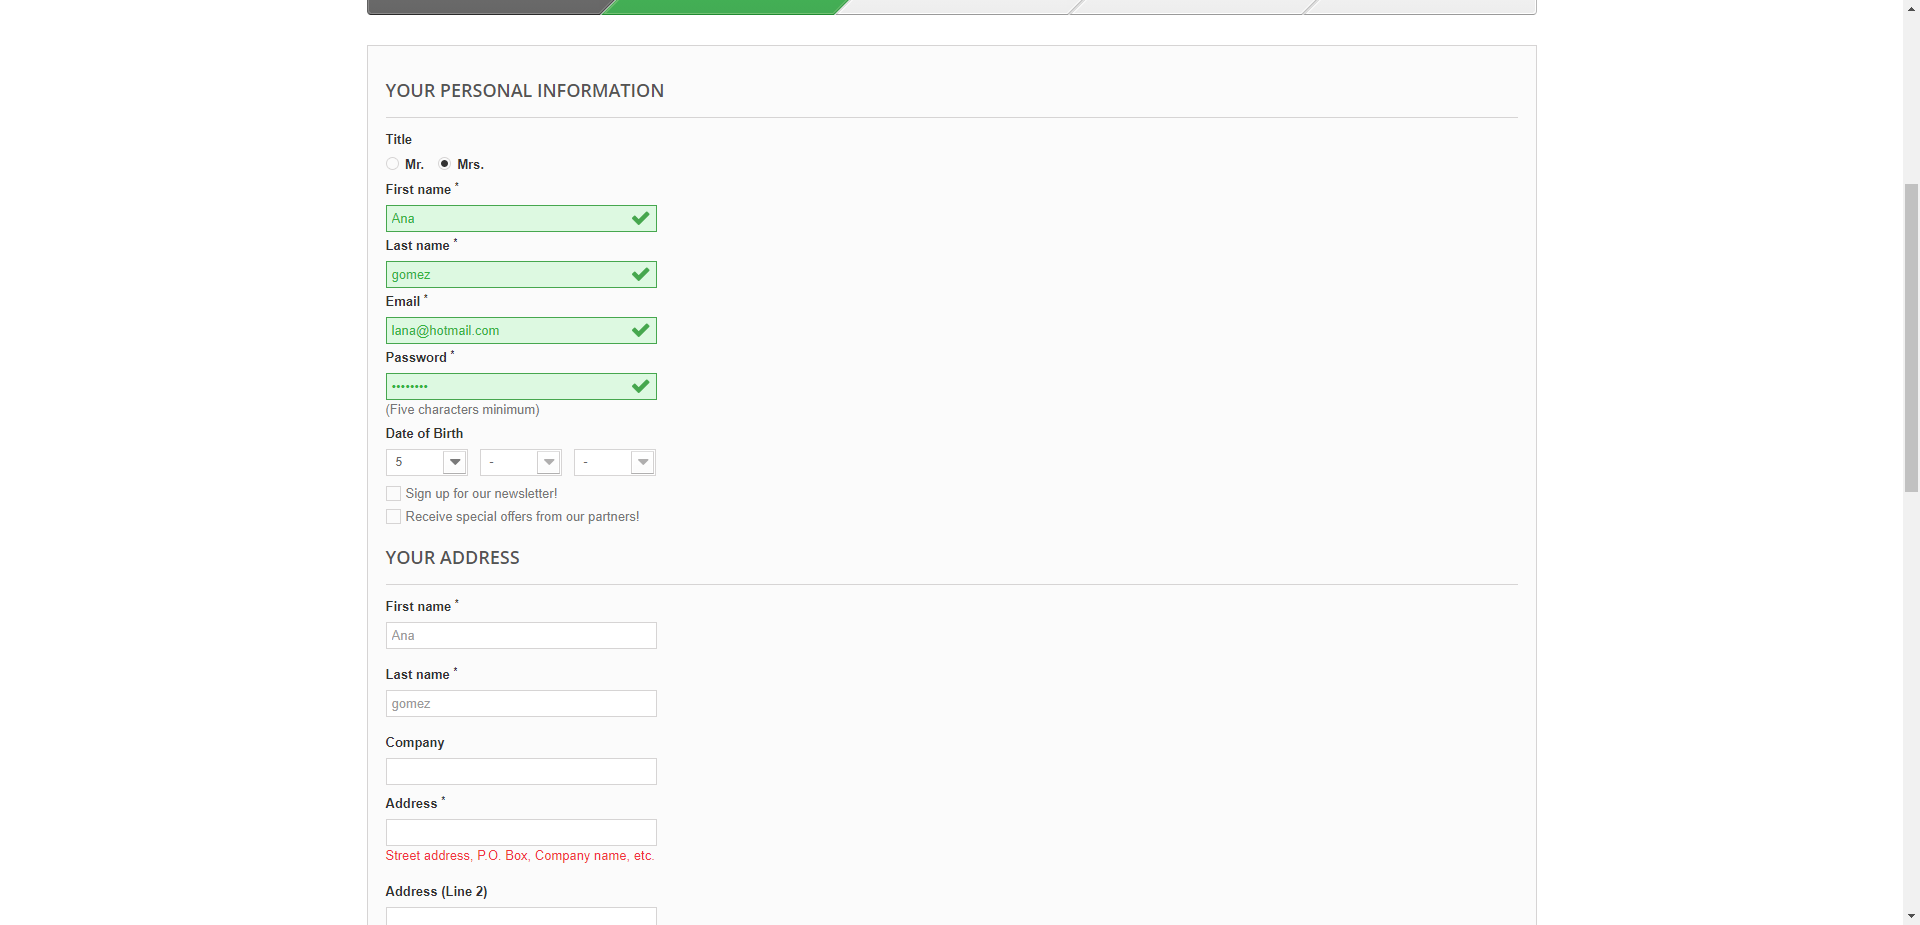 YOUR PERSONAL INFORMATION
Title
Mr. Mrs.
First name *
Ana
Last name *
gomez
Email *
lana@hotmail.com
Password *
••••••••
(Five characters minimum)
Date of Birth
5 - -
Sign up for our newsletter!
Receive special offers from our partners!
YOUR ADDRESS
First name *
Ana
Last name *
gomez
Company
Address *
Street address, P.O. Box, Company name, etc.
Address (Line 2)